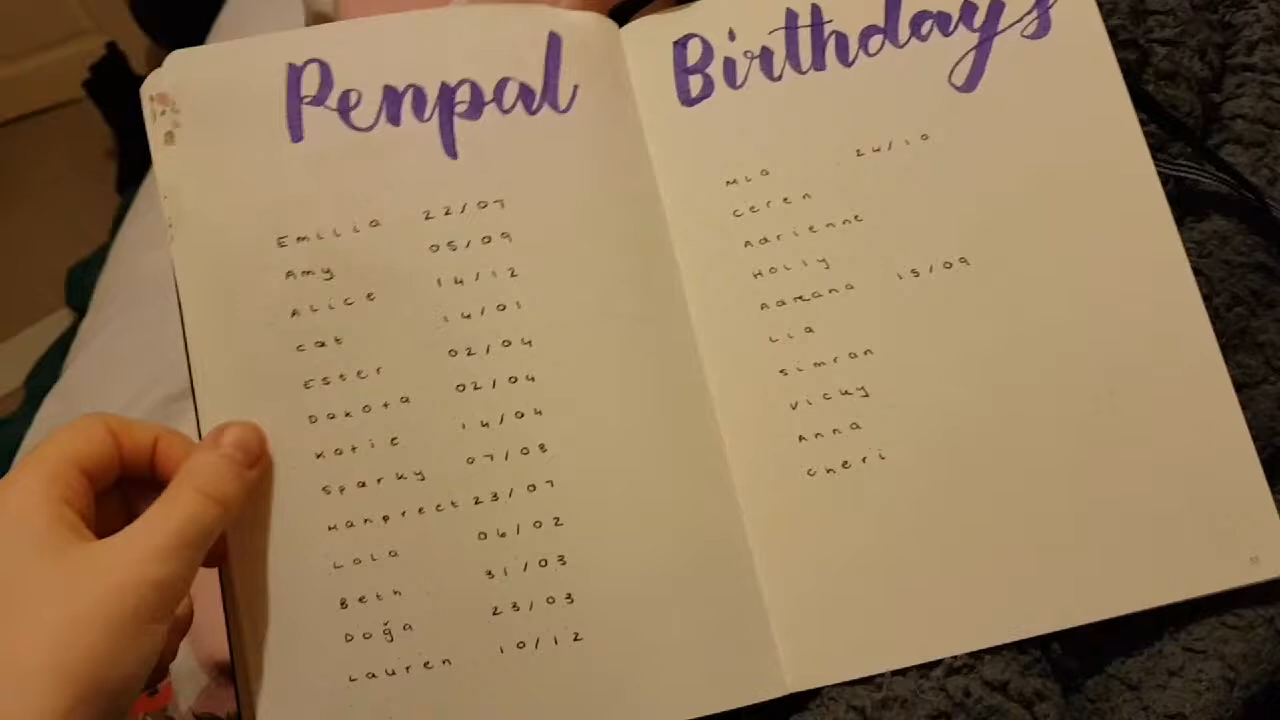 Penpal Birthdays
Emilia 22/07
Amy 05/09
Alice 14/12
Cat 14/01
Ester 02/04
Dakota 02/04
Katie 14/04
Sparky 07/08
Manpreet 23/07
Lola 06/02
Beth 31/03
Doğa 23/03
Lauren 10/12
Mia 24/10
Ceren
Adrienne
Holly
Adreana 15/09
Lia
Simran
Vicky
Anna
Cheri